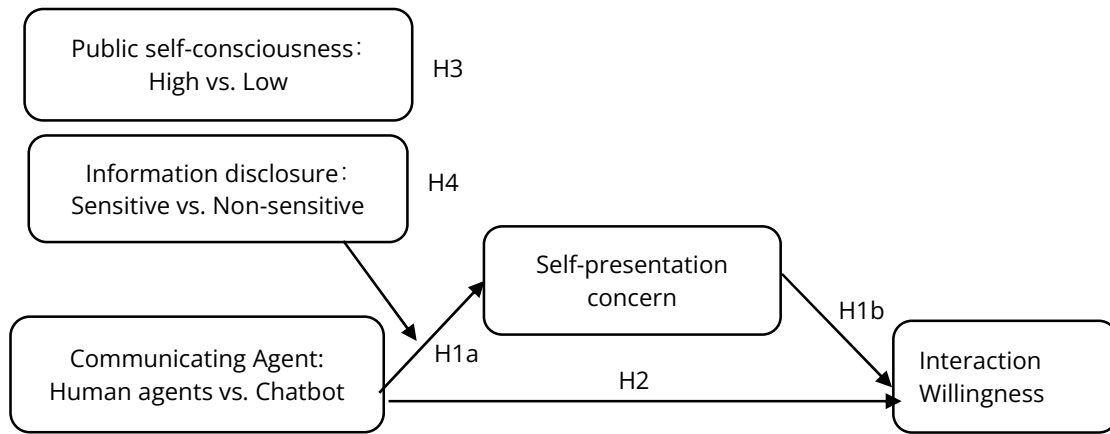 Public self-consciousness：
High vs. Low
H3
Information disclosure：
Sensitive vs. Non-sensitive
H4
Self-presentation
concern
H1b
H1a
Communicating Agent:
Human agents vs. Chatbot
H2
Interaction
Willingness